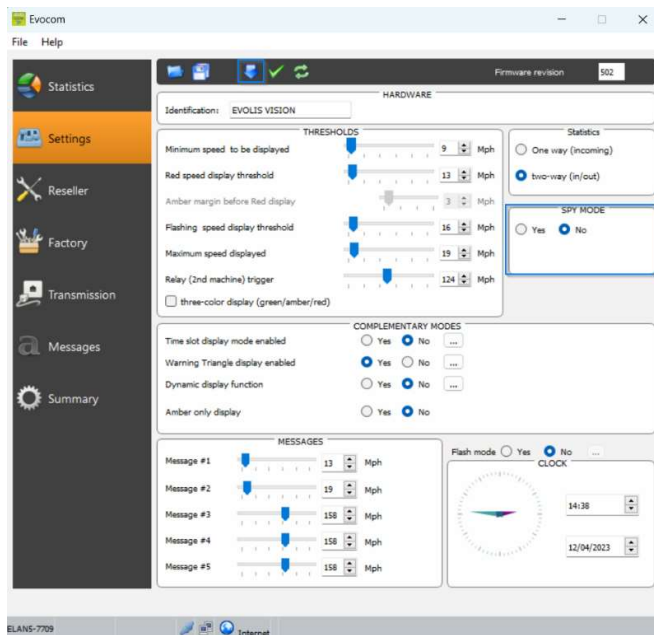 Evocom
File Help
Firmware revision 502
Statistics
Settings
Reseller
Factory
Transmission
Messages
Summary
HARDWARE
Identification: EVOLIS VISION
THRESHOLDS
Minimum speed to be displayed 9 Mph
Red speed display threshold 13 Mph
Amber margin before Red display 3 Mph
Flashing speed display threshold 16 Mph
Maximum speed displayed 19 Mph
Relay (2nd machine) trigger 124 Mph
three-color display (green/amber/red)
Statistics
One way (incoming)
two-way (in/out)
SPY MODE
Yes No
COMPLEMENTARY MODES
Time slot display mode enabled Yes No ...
Warning Triangle display enabled Yes No ...
Dynamic display function Yes No ...
Amber only display Yes No
MESSAGES
Message #1 13 Mph
Message #2 19 Mph
Message #3 158 Mph
Message #4 158 Mph
Message #5 158 Mph
Flash mode Yes No ...
CLOCK
14:38
12/04/2023
ELANS-7709
Internet